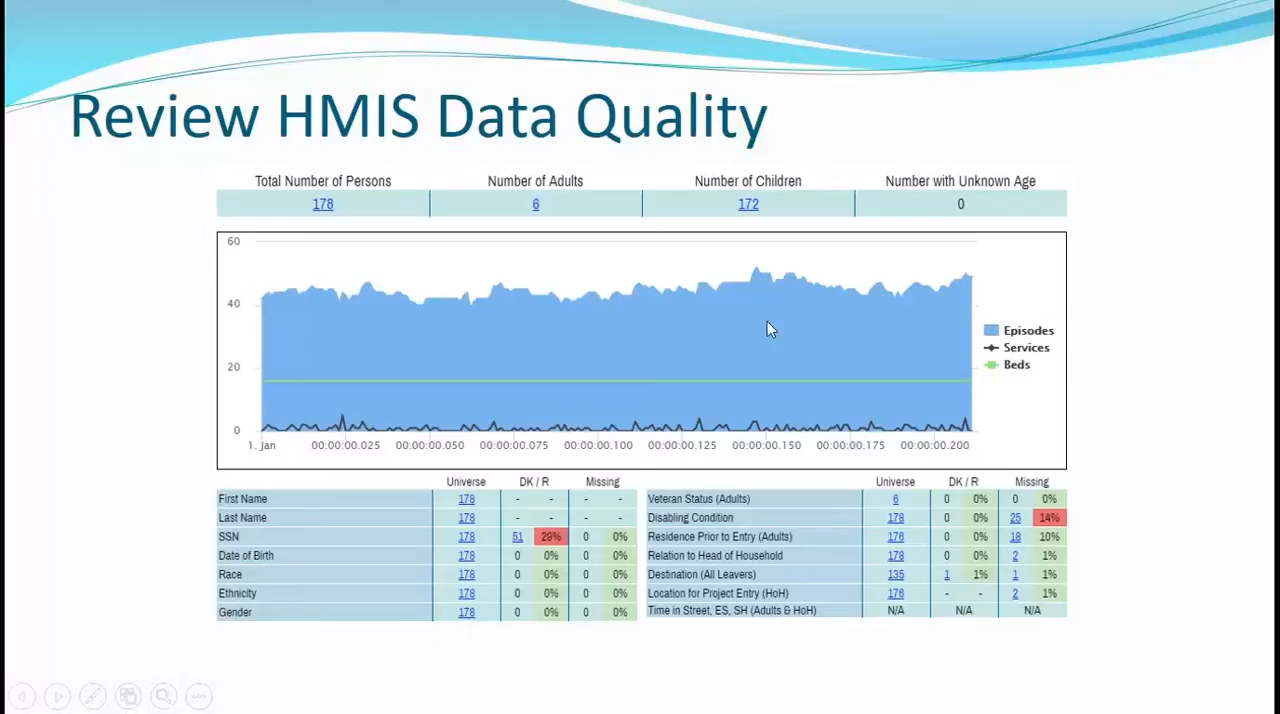 Review HMIS Data Quality
Total Number of Persons Number of Adults Number of Children Number with Unknown Age
178 6 172 0
60
40
20
0
1. Jan 00:00:00.025 00:00:00.050 00:00:00.075 00:00:00.100 00:00:00.125 00:00:00.150 00:00:00.175 00:00:00.200
Episodes
Services
Beds
Universe DK / R Missing
First Name 178 - - - -
Last Name 178 - - - -
SSN 178 51 29% 0 0%
Date of Birth 178 0 0% 0 0%
Race 178 0 0% 0 0%
Ethnicity 178 0 0% 0 0%
Gender 178 0 0% 0 0%
Universe DK / R Missing
Veteran Status (Adults) 6 0 0% 0 0%
Disabling Condition 178 0 0% 25 14%
Residence Prior to Entry (Adults) 176 0 0% 18 10%
Relation to Head of Household 178 0 0% 2 1%
Destination (All Leavers) 135 1 1% 1 1%
Location for Project Entry (HoH) 176 - - 2 1%
Time in Street, ES, SH (Adults & HoH) N/A N/A N/A